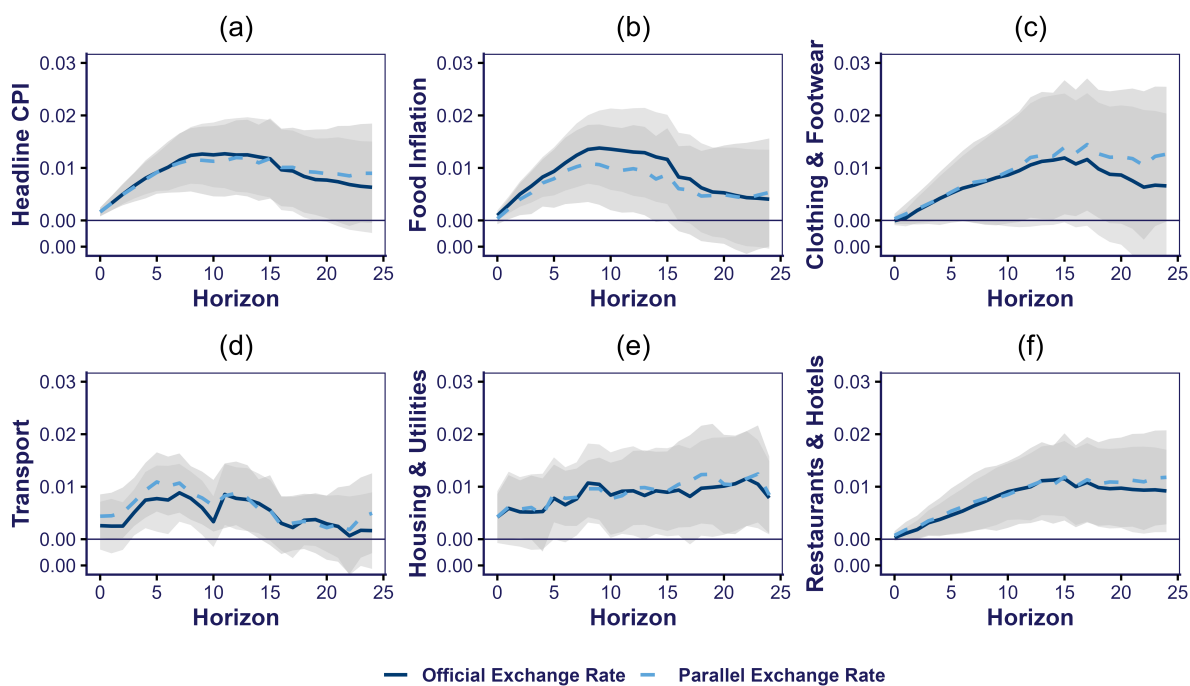 (a)
Headline CPI
0.03
0.02
0.01
0.00
0.00
0 5 10 15 20 25
Horizon
(b)
Food Inflation
0.03
0.02
0.01
0.00
0.00
0 5 10 15 20 25
Horizon
(c)
Clothing & Footwear
0.03
0.02
0.01
0.00
0.00
0 5 10 15 20 25
Horizon
(d)
Transport
0.03
0.02
0.01
0.00
0.00
0 5 10 15 20 25
Horizon
(e)
Housing & Utilities
0.03
0.02
0.01
0.00
0.00
0 5 10 15 20 25
Horizon
(f)
Restaurants & Hotels
0.03
0.02
0.01
0.00
0.00
0 5 10 15 20 25
Horizon
Official Exchange Rate Parallel Exchange Rate